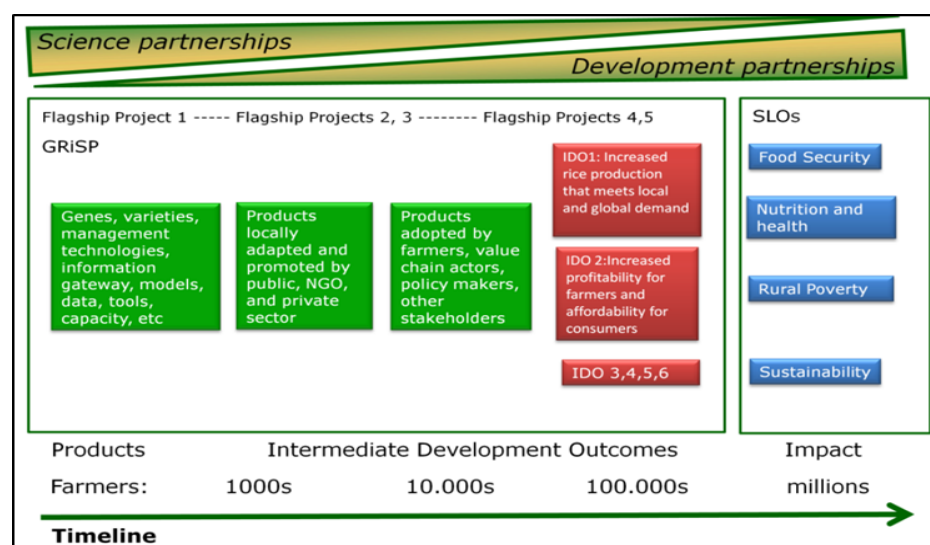 Science partnerships
Development partnerships
Flagship Project 1 ----- Flagship Projects 2, 3 -------- Flagship Projects 4,5
GRiSP
Genes, varieties,
management
technologies,
information
gateway, models,
data, tools,
capacity, etc
Products
locally
adapted and
promoted by
public, NGO,
and private
sector
Products
adopted by
farmers, value
chain actors,
policy makers,
other
stakeholders
IDO1: Increased
rice production
that meets local
and global demand
IDO 2:Increased
profitability for
farmers and
affordability for
consumers
IDO 3,4,5,6
SLOs
Food Security
Nutrition and
health
Rural Poverty
Sustainability
Products Intermediate Development Outcomes Impact
Farmers: 1000s 10.000s 100.000s millions
Timeline